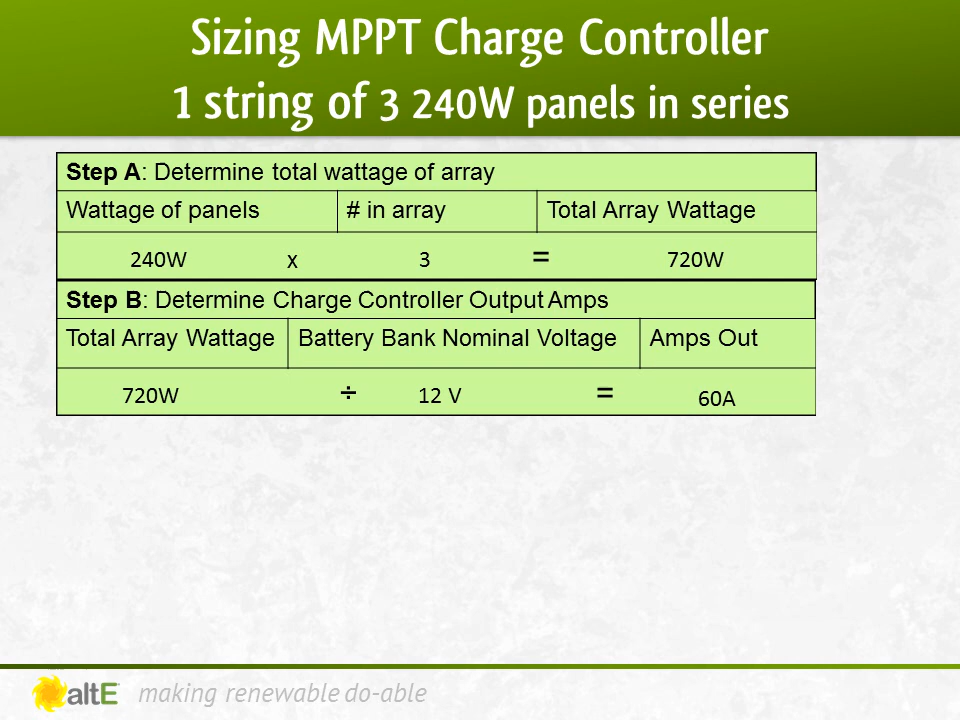 Sizing MPPT Charge Controller
1 string of 3 240W panels in series
Step A: Determine total wattage of array
Wattage of panels # in array Total Array Wattage
240W x 3 = 720W
Step B: Determine Charge Controller Output Amps
Total Array Wattage Battery Bank Nominal Voltage Amps Out
720W ÷ 12 V = 60A
altE making renewable do-able